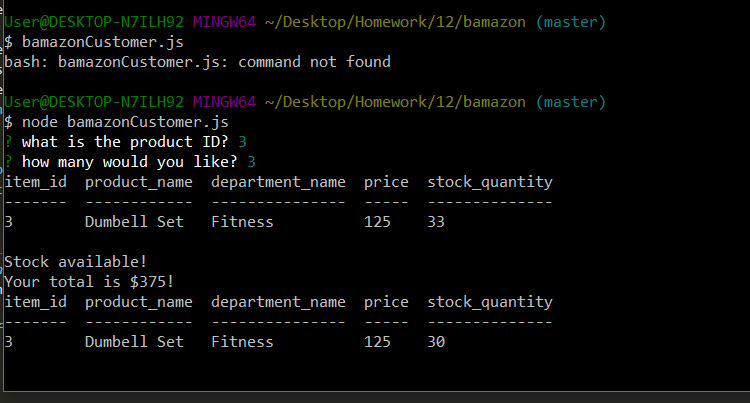 User@DESKTOP-N7ILH92 MINGW64 ~/Desktop/Homework/12/bamazon (master)
$ bamazonCustomer.js
bash: bamazonCustomer.js: command not found
User@DESKTOP-N7ILH92 MINGW64 ~/Desktop/Homework/12/bamazon (master)
$ node bamazonCustomer.js
? what is the product ID? 3
? how many would you like? 3
item_id  product_name  department_name  price  stock_quantity
-------  ------------  ---------------  -----  --------------
3        Dumbell Set   Fitness          125    33
Stock available!
Your total is $375!
item_id  product_name  department_name  price  stock_quantity
-------  ------------  ---------------  -----  --------------
3        Dumbell Set   Fitness          125    30